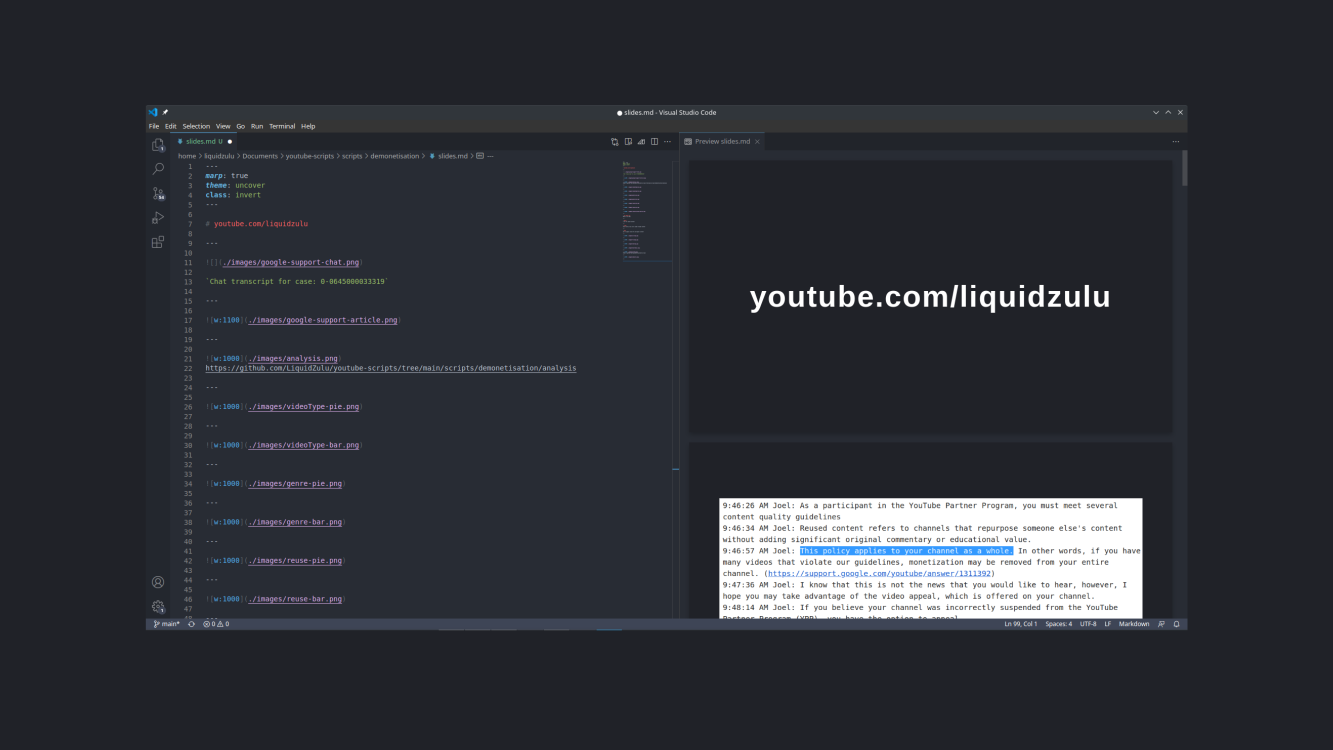 slides.md - Visual Studio Code
File Edit Selection View Go Run Terminal Help
slides.md U
home > liquidzulu > Documents > youtube-scripts > scripts > demonetisation > slides.md > ---
1 ---
2 marp: true
3 theme: uncover
4 class: invert
5 ---
6
7 # youtube.com/liquidzulu
8
9 ---
10
11 ![](./images/google-support-chat.png)
12
13 `Chat transcript for case: 0-0645000033319`
14
15 ---
16
17 ![w:1100](./images/google-support-article.png)
18
19 ---
20
21 ![w:1000](./images/analysis.png)
22 https://github.com/LiquidZulu/youtube-scripts/tree/main/scripts/demonetisation/analysis
23
24 ---
25
26 ![w:1000](./images/videoType-pie.png)
27
28 ---
29
30 ![w:1000](./images/videoType-bar.png)
31
32 ---
33
34 ![w:1000](./images/genre-pie.png)
35
36 ---
37
38 ![w:1000](./images/genre-bar.png)
39
40 ---
41
42 ![w:1000](./images/reuse-pie.png)
43
44 ---
45
46 ![w:1000](./images/reuse-bar.png)
47
48 ---
Preview slides.md
youtube.com/liquidzulu
9:46:26 AM Joel: As a participant in the YouTube Partner Program, you must meet several
content quality guidelines
9:46:34 AM Joel: Reused content refers to channels that repurpose someone else's content
without adding significant original commentary or educational value.
9:46:57 AM Joel: This policy applies to your channel as a whole. In other words, if you have
many videos that violate our guidelines, monetization may be removed from your entire
channel. (https://support.google.com/youtube/answer/1311392)
9:47:36 AM Joel: I know that this is not the news that you would like to hear, however, I
hope you may take advantage of the video appeal, which is offered on your channel.
9:48:14 AM Joel: If you believe your channel was incorrectly suspended from the YouTube
Partner Program (YPP), you have the option to appeal
main* 0 0
Ln 99, Col 1 Spaces: 4 UTF-8 LF Markdown